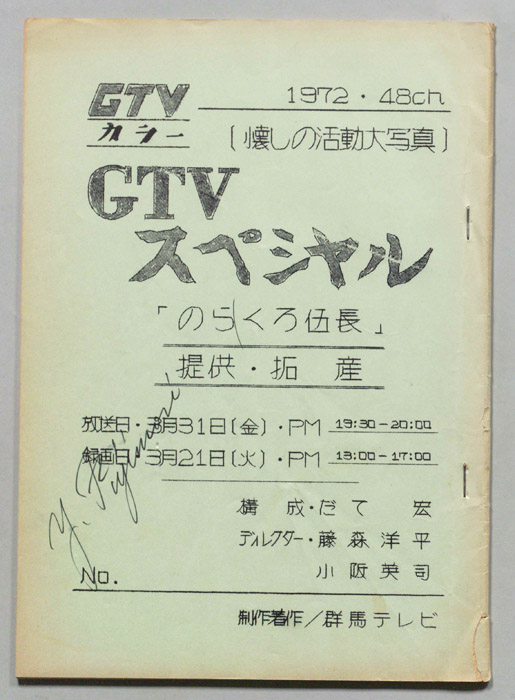 GTV
カラー
1972・48ch
〔懐しの活動大写真〕
GTV
スペシャル
「のらくろ伍長」
提供・拓産
放送日・3月31日(金)・PM 19:30-20:00
録画日・3月21日(火)・PM 13:00-17:00
構成・だて 宏
ディレクター・藤森洋平
小阪英司
No.
制作著作/群馬テレビ
Y. Fujimori